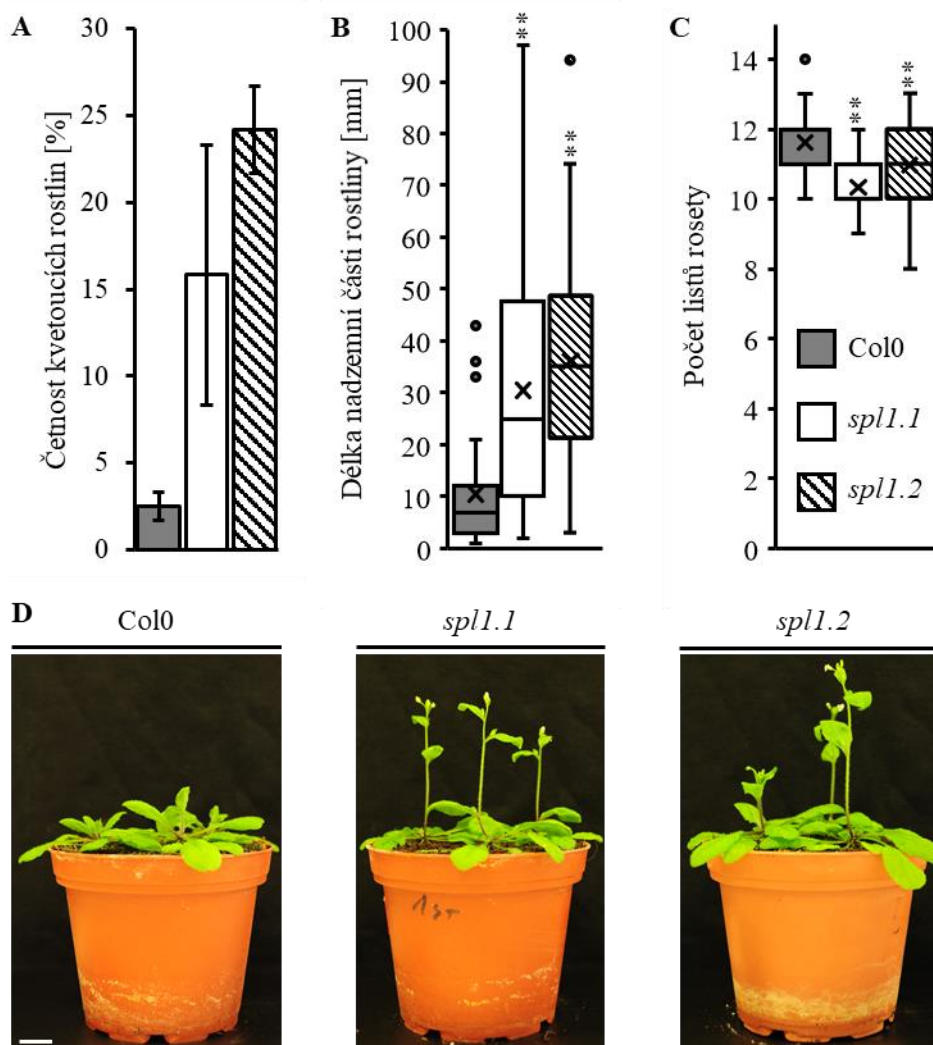 A
Četnost kvetoucích rostlin [%]
30
25
20
15
10
5
0
B
Délka nadzemní části rostliny [mm]
100
90
80
70
60
50
40
30
20
10
0
**
**
C
Počet listů rosety
14
12
10
8
6
4
2
0
**
**
Col0
spl1.1
spl1.2
D
Col0
spl1.1
spl1.2